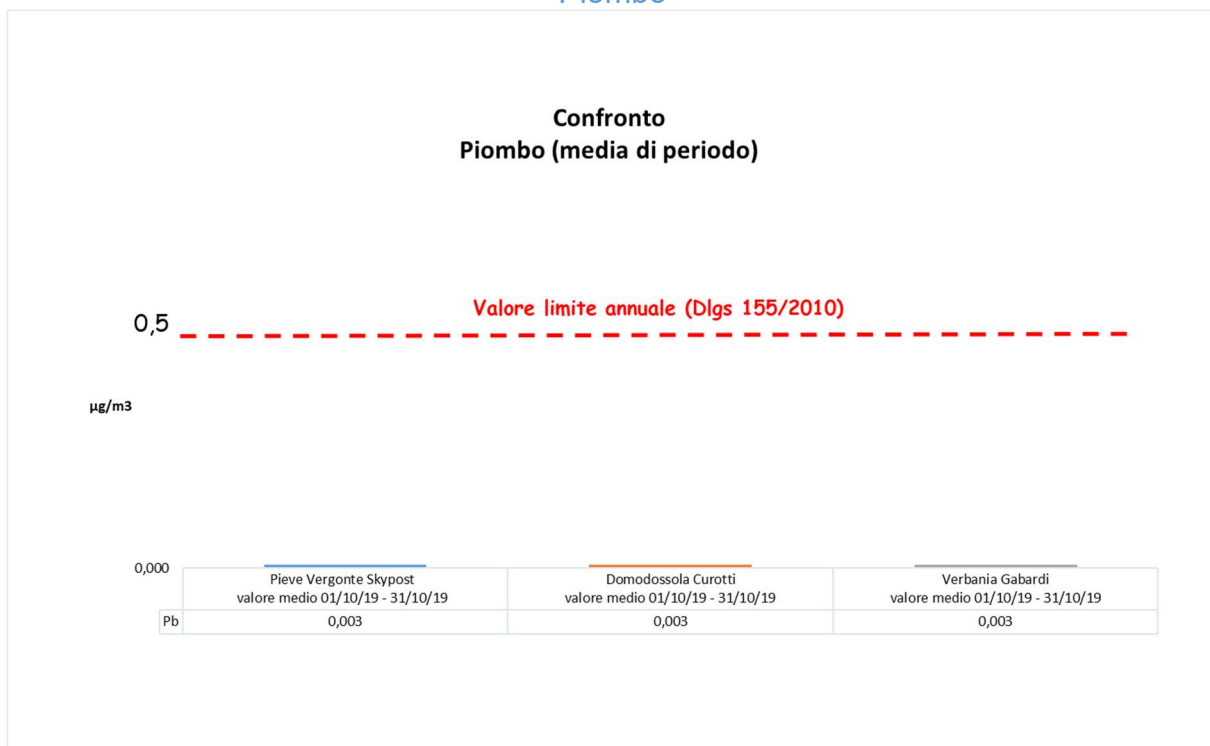 Piombo
Confronto
Piombo (media di periodo)
Valore limite annuale (Dlgs 155/2010)
0,5
µg/m3
0,000
Pieve Vergonte Skypost
valore medio 01/10/19 - 31/10/19
Domodossola Curotti
valore medio 01/10/19 - 31/10/19
Verbania Gabardi
valore medio 01/10/19 - 31/10/19
Pb 0,003 0,003 0,003